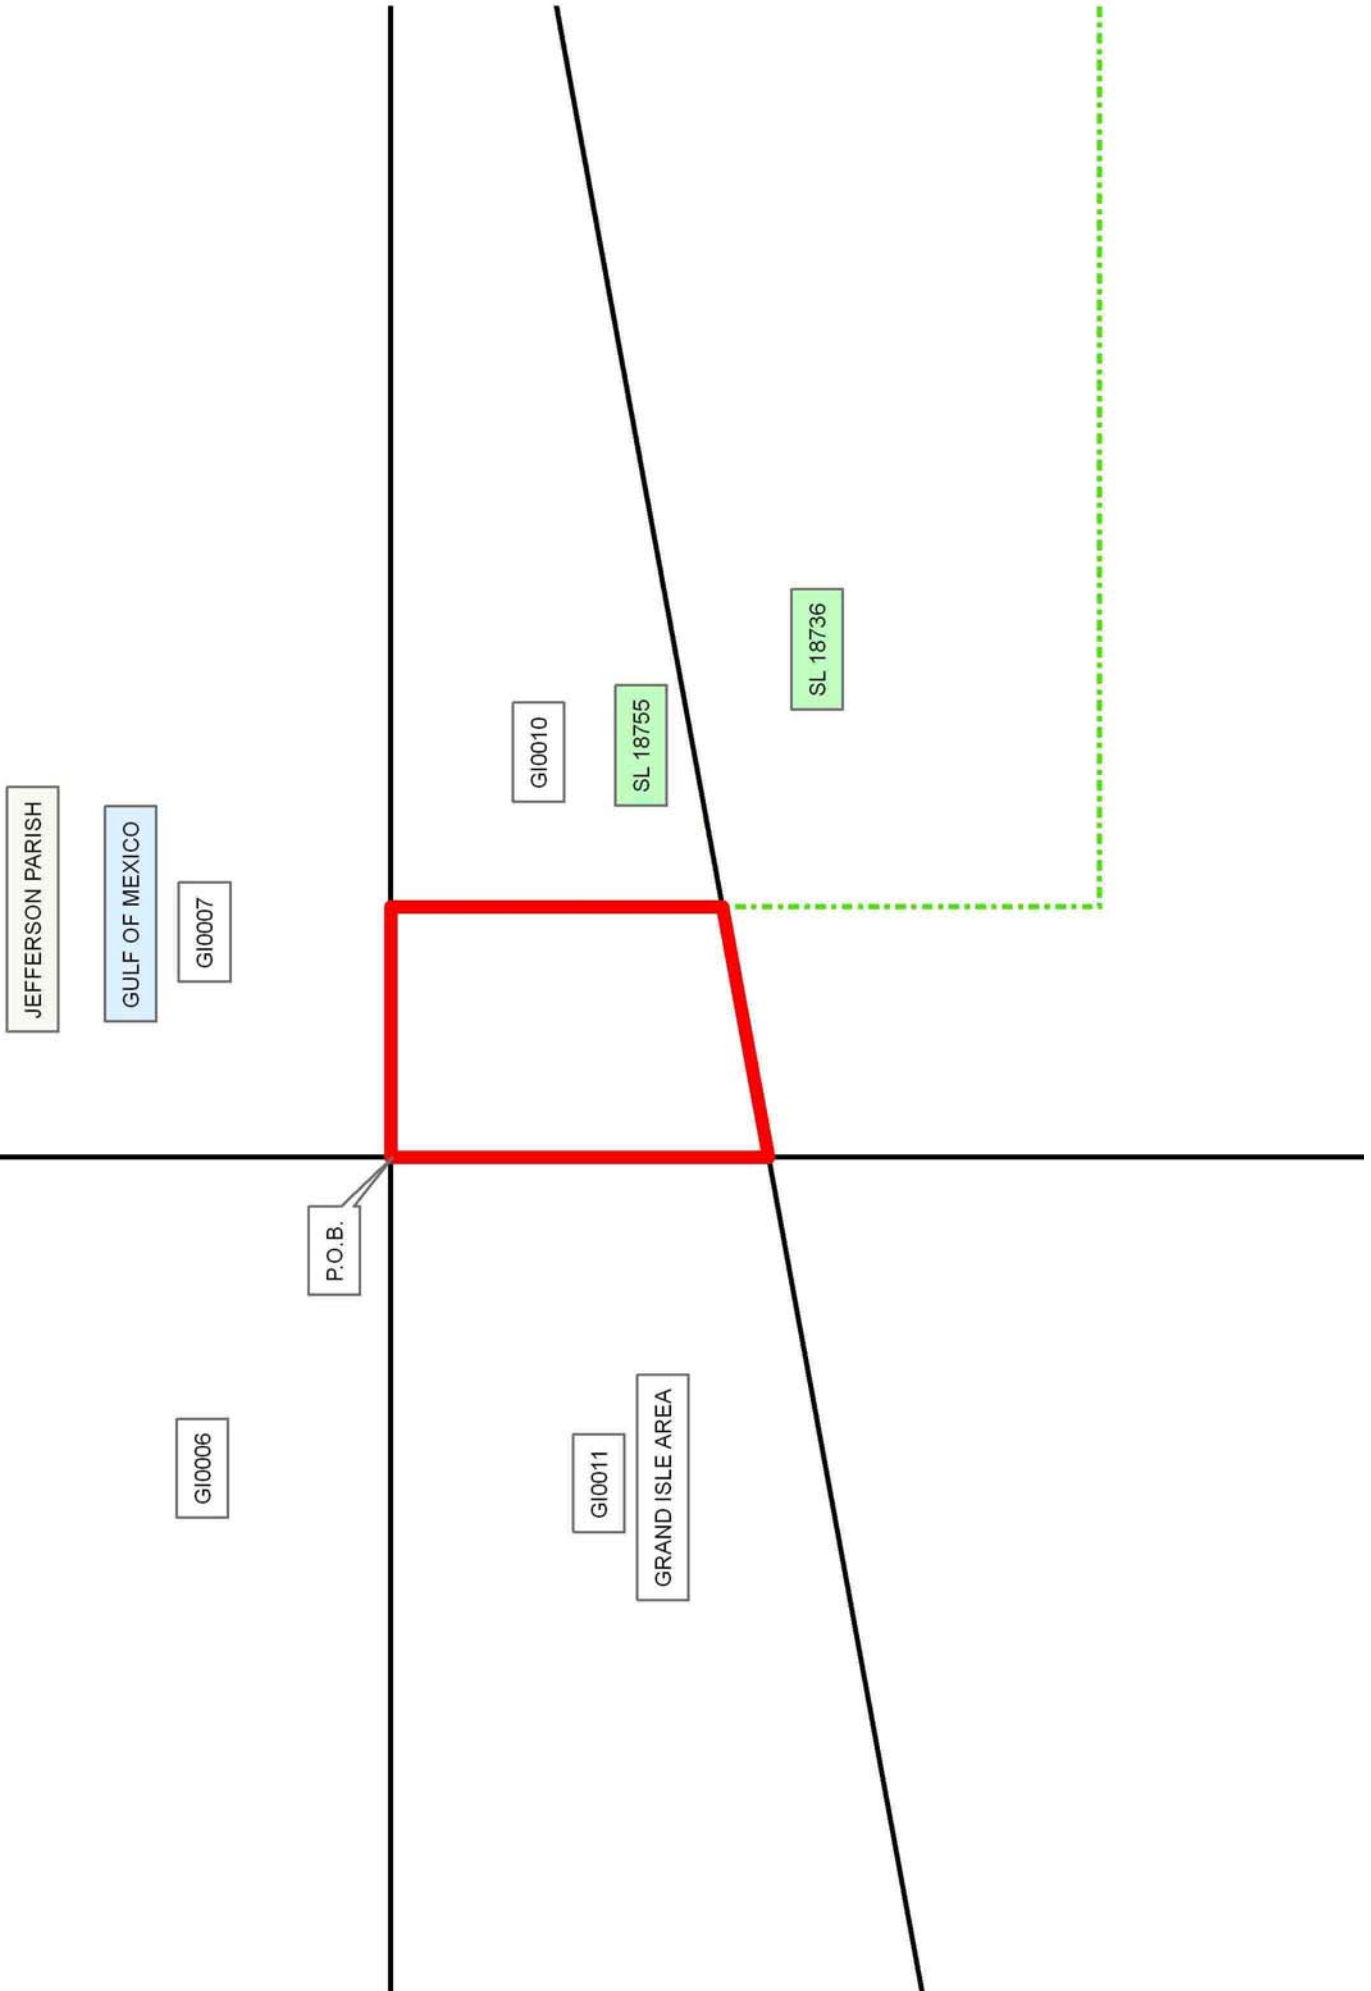 JEFFERSON PARISH
GULF OF MEXICO
GI0006
GI0007
P.O.B.
GI0010
GI0011
SL 18755
GRAND ISLE AREA
SL 18736